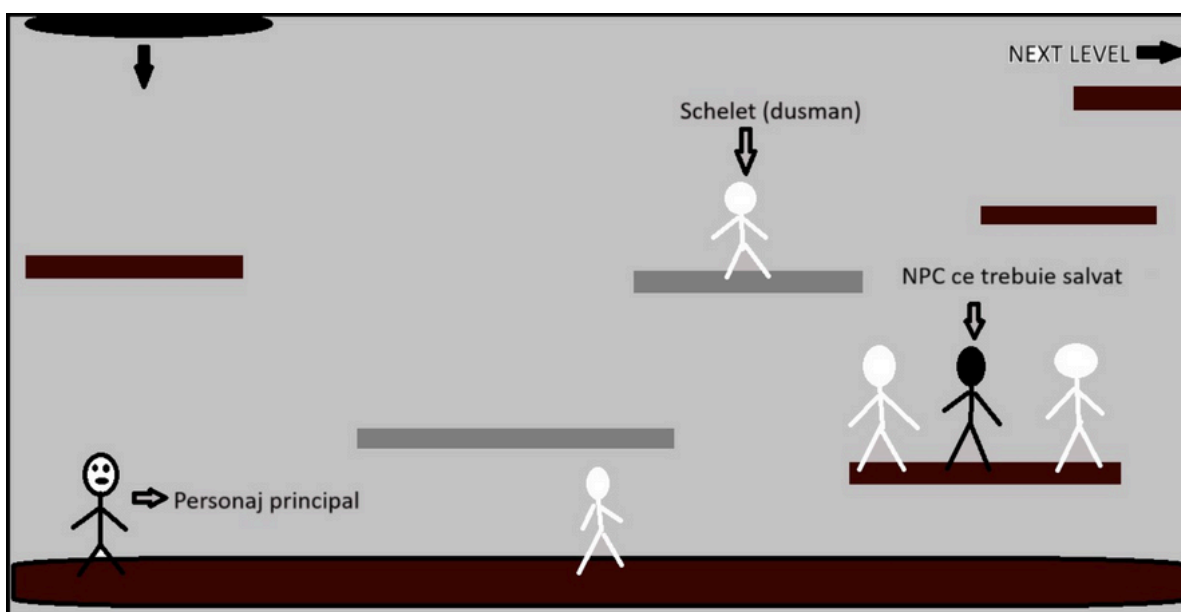 NEXT LEVEL
Schelet (dusman)
NPC ce trebuie salvat
Personaj principal